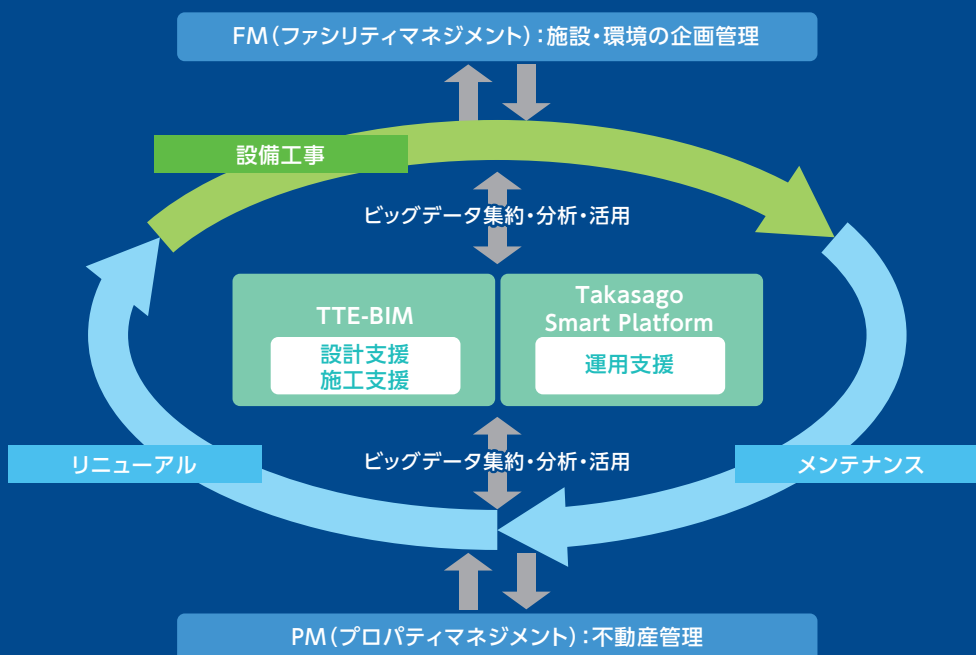 FM（ファシリティマネジメント）：施設・環境の企画管理
設備工事
ビッグデータ集約・分析・活用
TTE-BIM
設計支援
施工支援
Takasago
Smart Platform
運用支援
リニューアル
ビッグデータ集約・分析・活用
メンテナンス
PM（プロパティマネジメント）：不動産管理